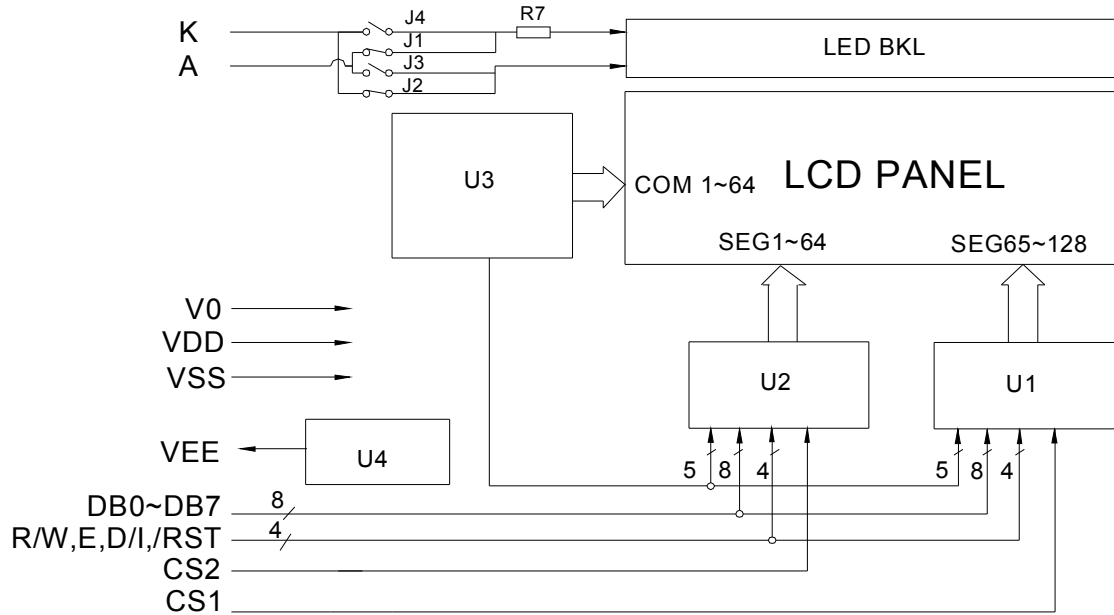 K
A
J4
J1
J3
J2
R7
LED BKL
U3
COM 1~64
LCD PANEL
SEG1~64
SEG65~128
V0
VDD
VSS
U2
U1
VEE
U4
5
8
4
5
8
4
DB0~DB7
8
R/W,E,D/I,/RST
4
CS2
CS1